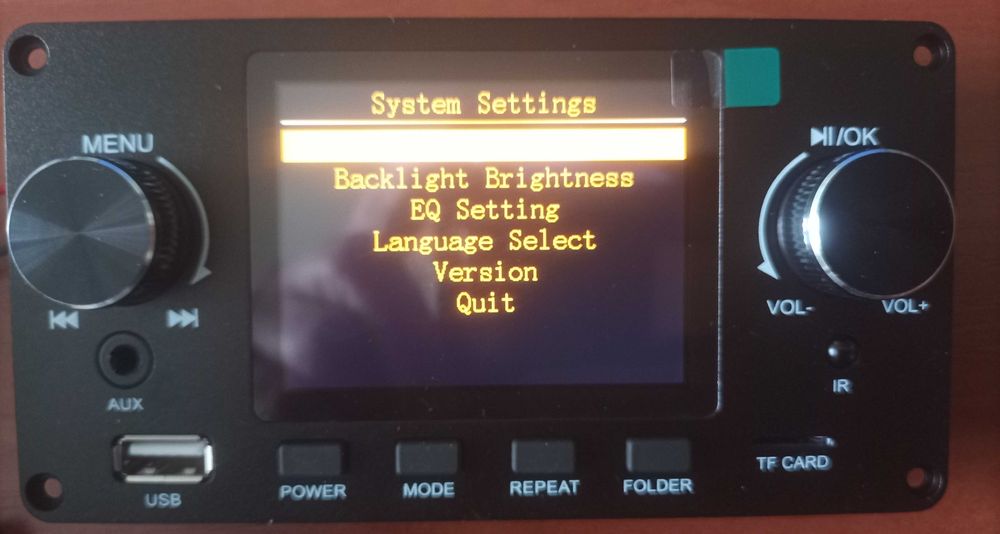 System Settings
MENU
▶II/OK
Backlight Brightness
EQ Setting
Language Select
Version
Quit
VOL-
VOL+
AUX
IR
USB
POWER
MODE
REPEAT
FOLDER
TF CARD